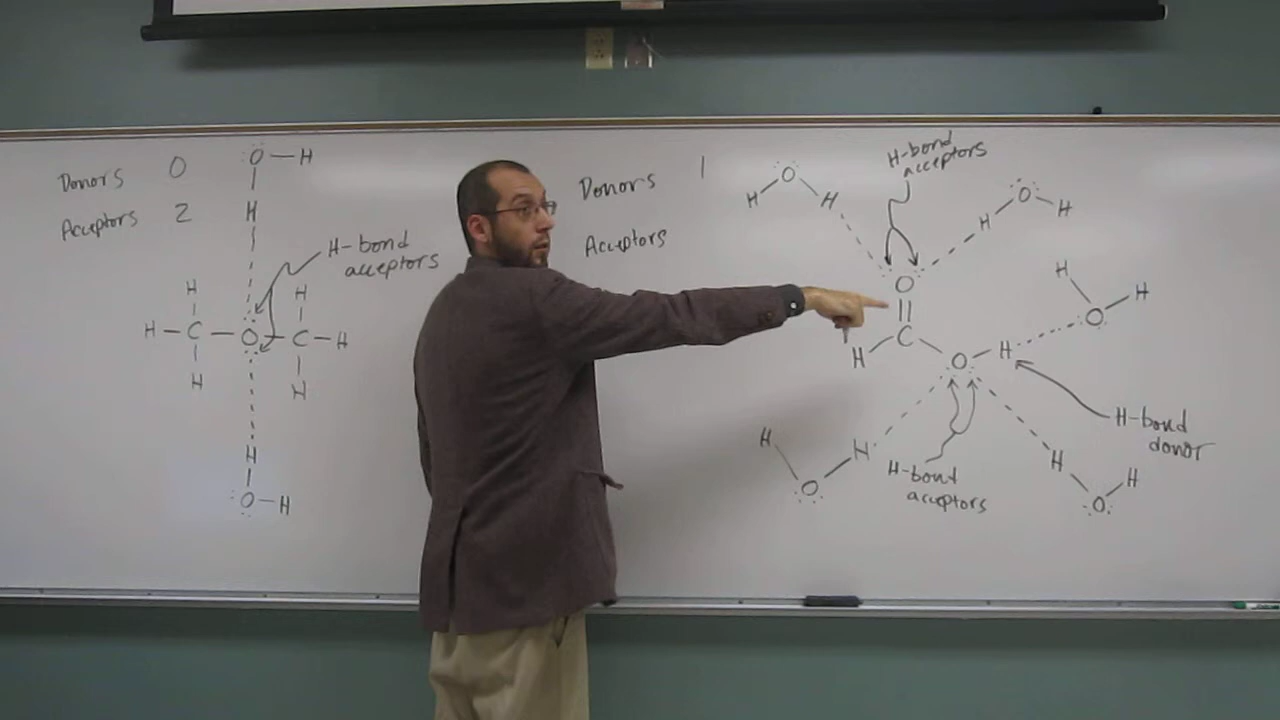 Donors 0
Acceptors 2
O — H
H
H-bond
acceptors
H H
H — C — O — C — H
H H
H
O — H
Donors 1
Acceptors
H-bond
acceptors
O
H H
O
H H
O
C
H
O H
H H
O
H-bond
donor
H H
O
H-bond
acceptors
H H
O